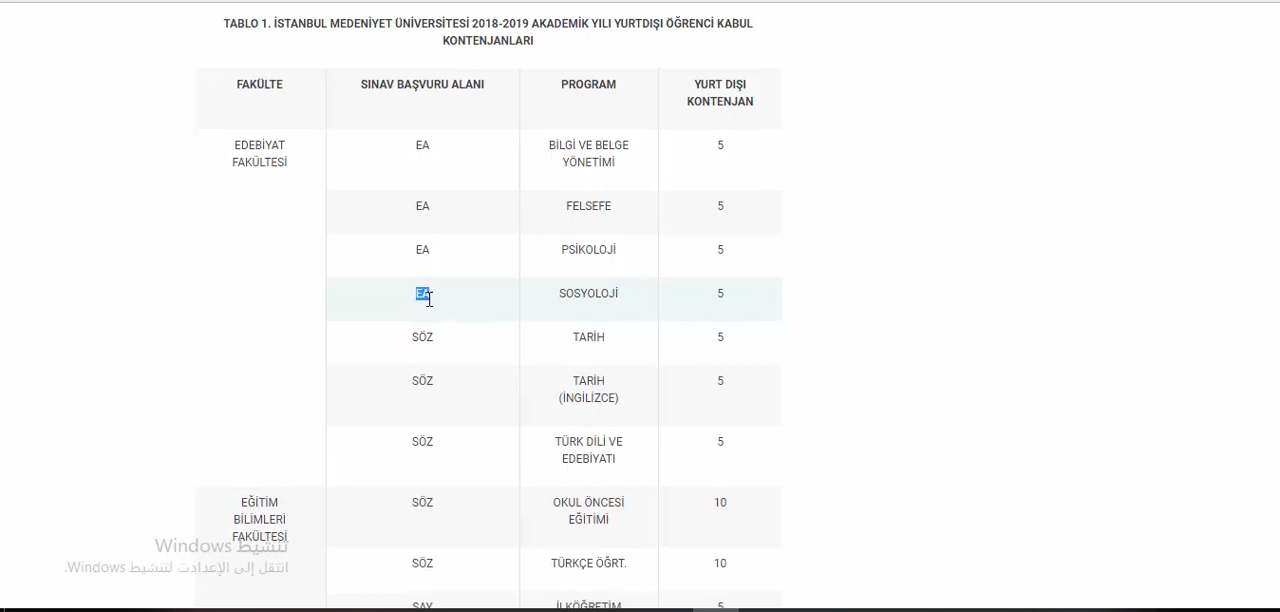 TABLO 1. İSTANBUL MEDENİYET ÜNİVERSİTESİ 2018-2019 AKADEMİK YILI YURTDIŞI ÖĞRENCİ KABUL
KONTENJANLARI
FAKÜLTE SINAV BAŞVURU ALANI PROGRAM YURT DIŞI
KONTENJAN
EDEBİYAT
FAKÜLTESİ
EA
BİLGİ VE BELGE
YÖNETİMİ
5
EA FELSEFE 5
EA PSİKOLOJİ 5
EA SOSYOLOJİ 5
SÖZ TARİH 5
SÖZ
TARİH
(İNGİLİZCE)
5
SÖZ
TÜRK DİLİ VE
EDEBİYATI
5
EĞİTİM
BİLİMLERİ
FAKÜLTESİ
SÖZ
OKUL ÖNCESİ
EĞİTİMİ
10
SÖZ TÜRKÇE ÖĞRT. 10
SAY İLKÖĞRETİM 5
تنشيط Windows
انتقل إلى الإعدادت لتنشيط Windows.